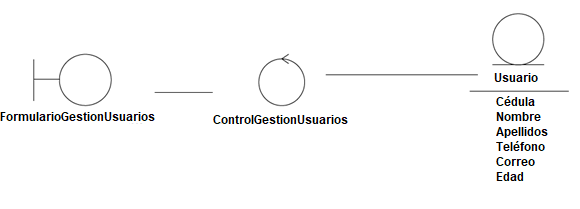 FormularioGestionUsuarios
ControlGestionUsuarios
Usuario
Cédula
Nombre
Apellidos
Teléfono
Correo
Edad